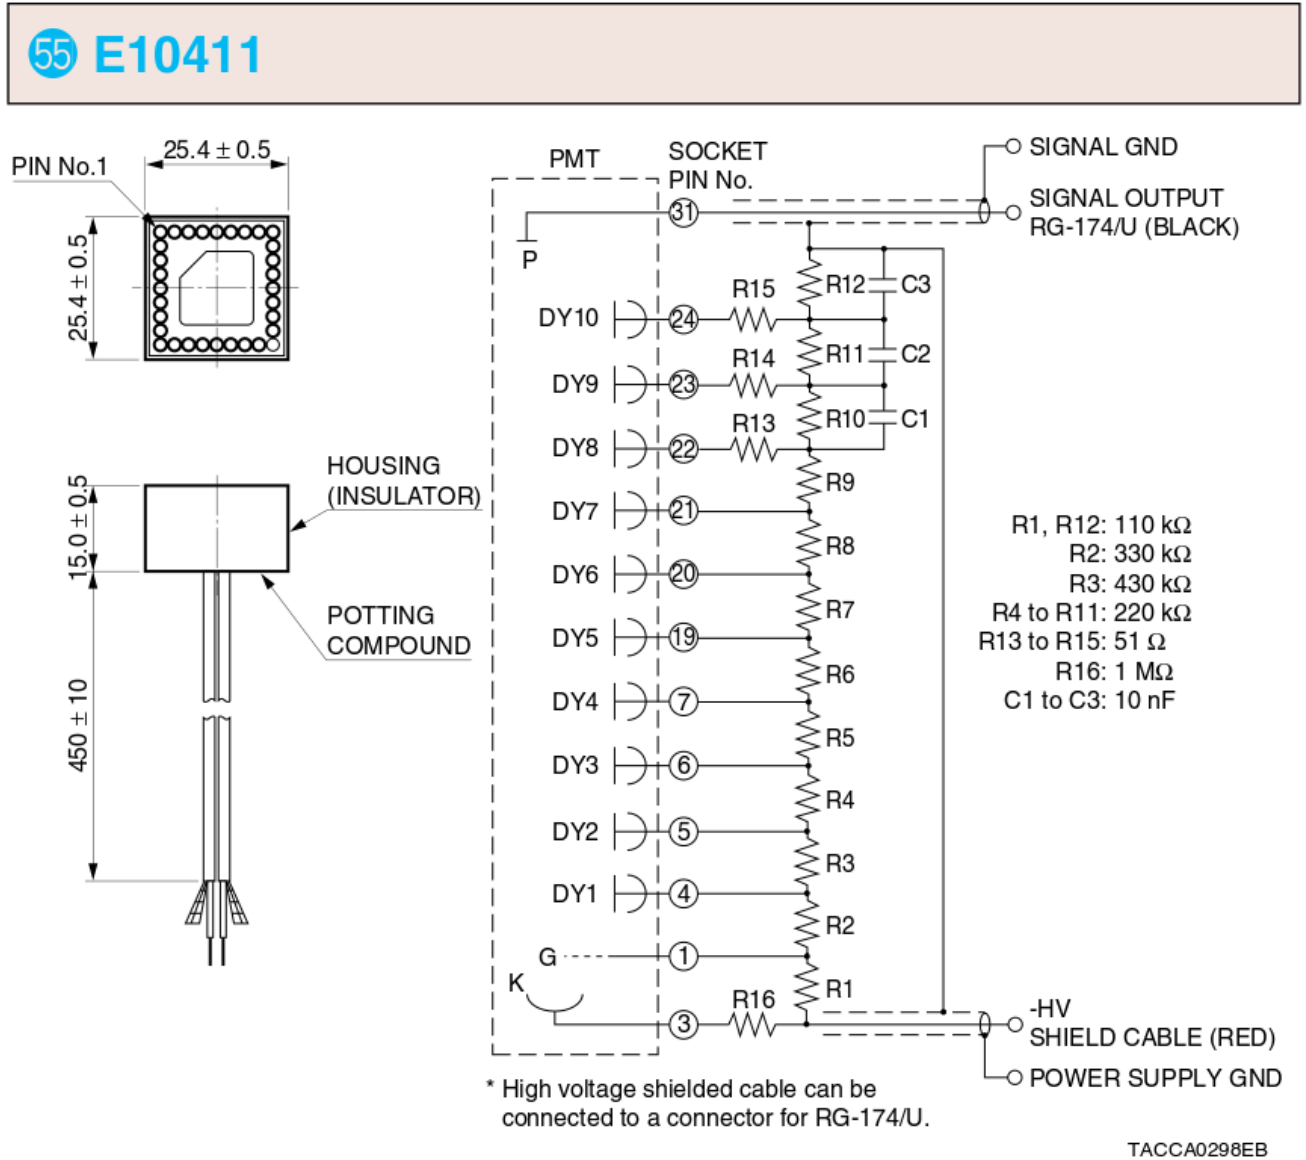 55 E10411
25.4 ± 0.5
PIN No.1
25.4 ± 0.5
15.0 ± 0.5
450 ± 10
HOUSING
(INSULATOR)
POTTING
COMPOUND
PMT
SOCKET
PIN No.
31
P
SIGNAL GND
SIGNAL OUTPUT
RG-174/U (BLACK)
R12 C3
R15
DY10 24
R11 C2
R14
DY9 23
R10 C1
R13
DY8 22
R9
DY7 21
R8
DY6 20
R7
DY5 19
R6
DY4 7
R5
DY3 6
R4
DY2 5
R3
DY1 4
R2
G 1
K
R1
R16
3
-HV
SHIELD CABLE (RED)
POWER SUPPLY GND
R1, R12: 110 kΩ
R2: 330 kΩ
R3: 430 kΩ
R4 to R11: 220 kΩ
R13 to R15: 51 Ω
R16: 1 MΩ
C1 to C3: 10 nF
* High voltage shielded cable can be
connected to a connector for RG-174/U.
TACCA0298EB